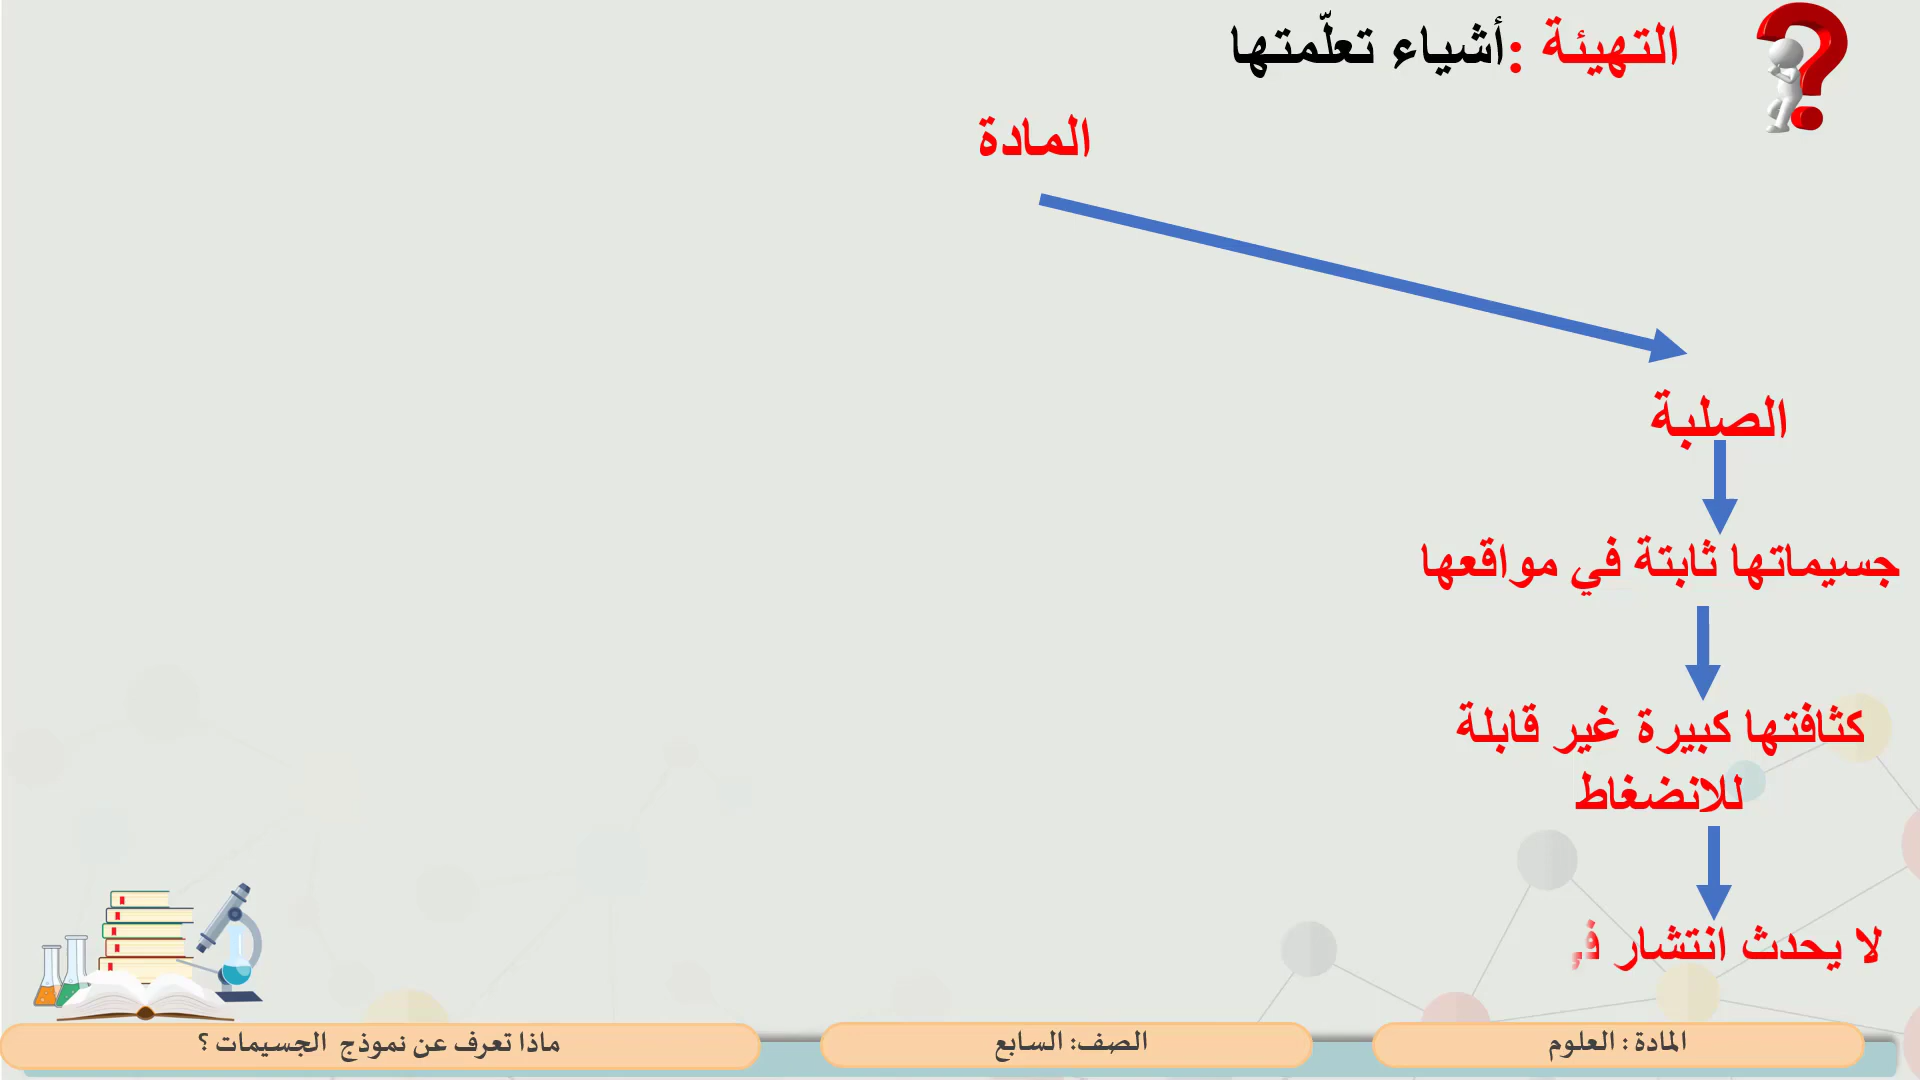 التهيئة :أشياء تعلّمتها
المادة
الصلبة
جسيماتها ثابتة في مواقعها
كثافتها كبيرة غير قابلة
للانضغاط
لا يحدث انتشار
المادة : العلوم
الصف: السابع
ماذا تعرف عن نموذج الجسيمات ؟